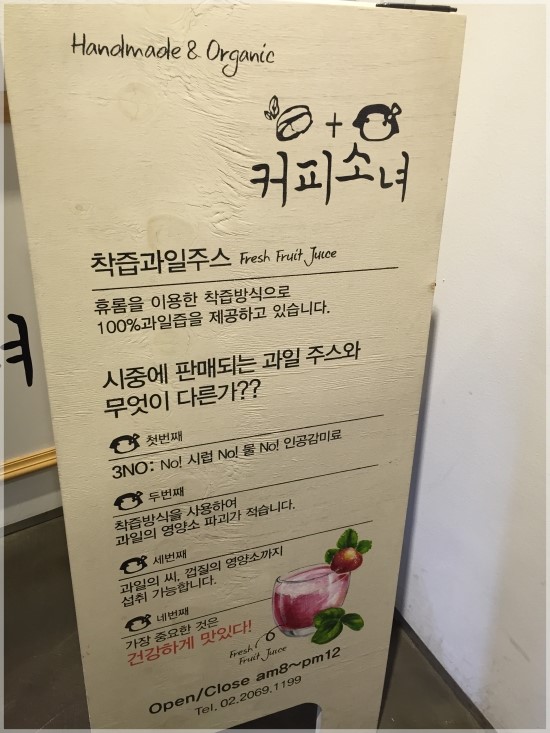 Handmade & Organic
+
커피소녀
착즙과일주스 Fresh Fruit Juice
휴롬을 이용한 착즙방식으로
100%과일즙을 제공하고 있습니다.
시중에 판매되는 과일 주스와
무엇이 다른가??
첫번째
3NO: No! 시럽 No! 물 No! 인공감미료
두번째
착즙방식을 사용하여
과일의 영양소 파괴가 적습니다.
세번째
과일의 씨, 껍질의 영양소까지
섭취 가능합니다.
네번째
가장 중요한 것은
건강하게 맛있다!
Fresh
Fruit Juice
Open/Close am8~pm12
Tel. 02.2069.1199
녀